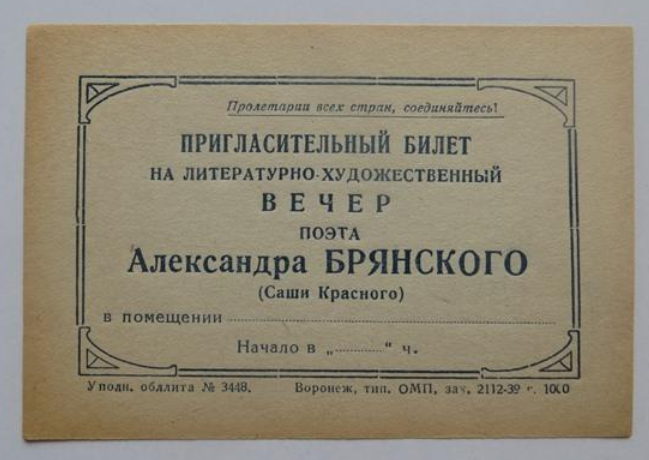 Пролетарии всех стран, соединяйтесь!
ПРИГЛАСИТЕЛЬНЫЙ БИЛЕТ
НА ЛИТЕРАТУРНО-ХУДОЖЕСТВЕННЫЙ
ВЕЧЕР
ПОЭТА
Александра БРЯНСКОГО
(Саши Красного)
в помещении
Начало в „ “ ч.
Уполн. обллита № 3448. Воронеж, тип. ОМП, зак. 2112-39 г. 1000